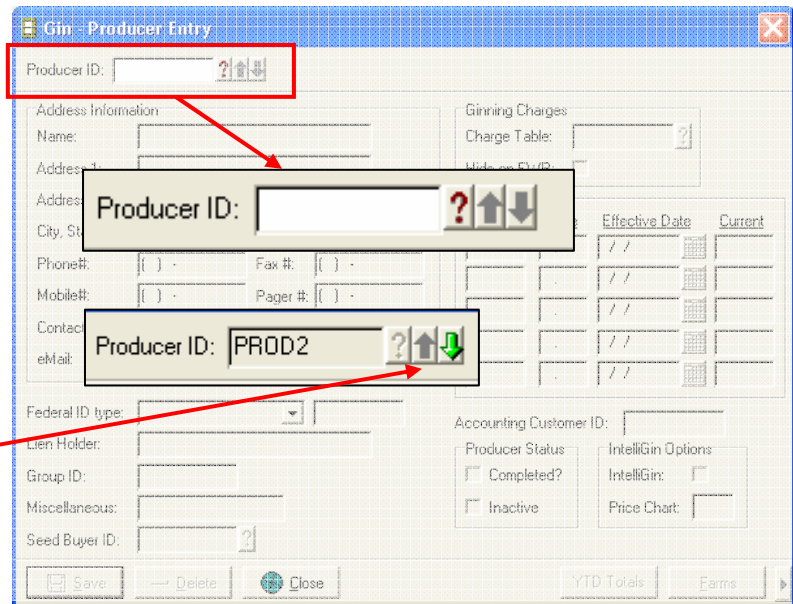 Gin - Producer Entry
Producer ID:
Address Information
Name:
Address 1:
Producer ID:
City, St
Phone#: ( ) - Fax #: ( ) -
Mobile#: ( ) - Pager #: ( ) -
Contact
Producer ID: PROD2
eMail:
Ginning Charges
Charge Table:
Effective Date Current
/ /
/ /
. / /
. / /
. / /
Federal ID type:
Lien Holder:
Group ID:
Miscellaneous:
Seed Buyer ID:
Accounting Customer ID:
Producer Status
Completed?
Inactive
IntelliGin Options
IntelliGin:
Price Chart:
Save Delete Close YTD Totals Farms